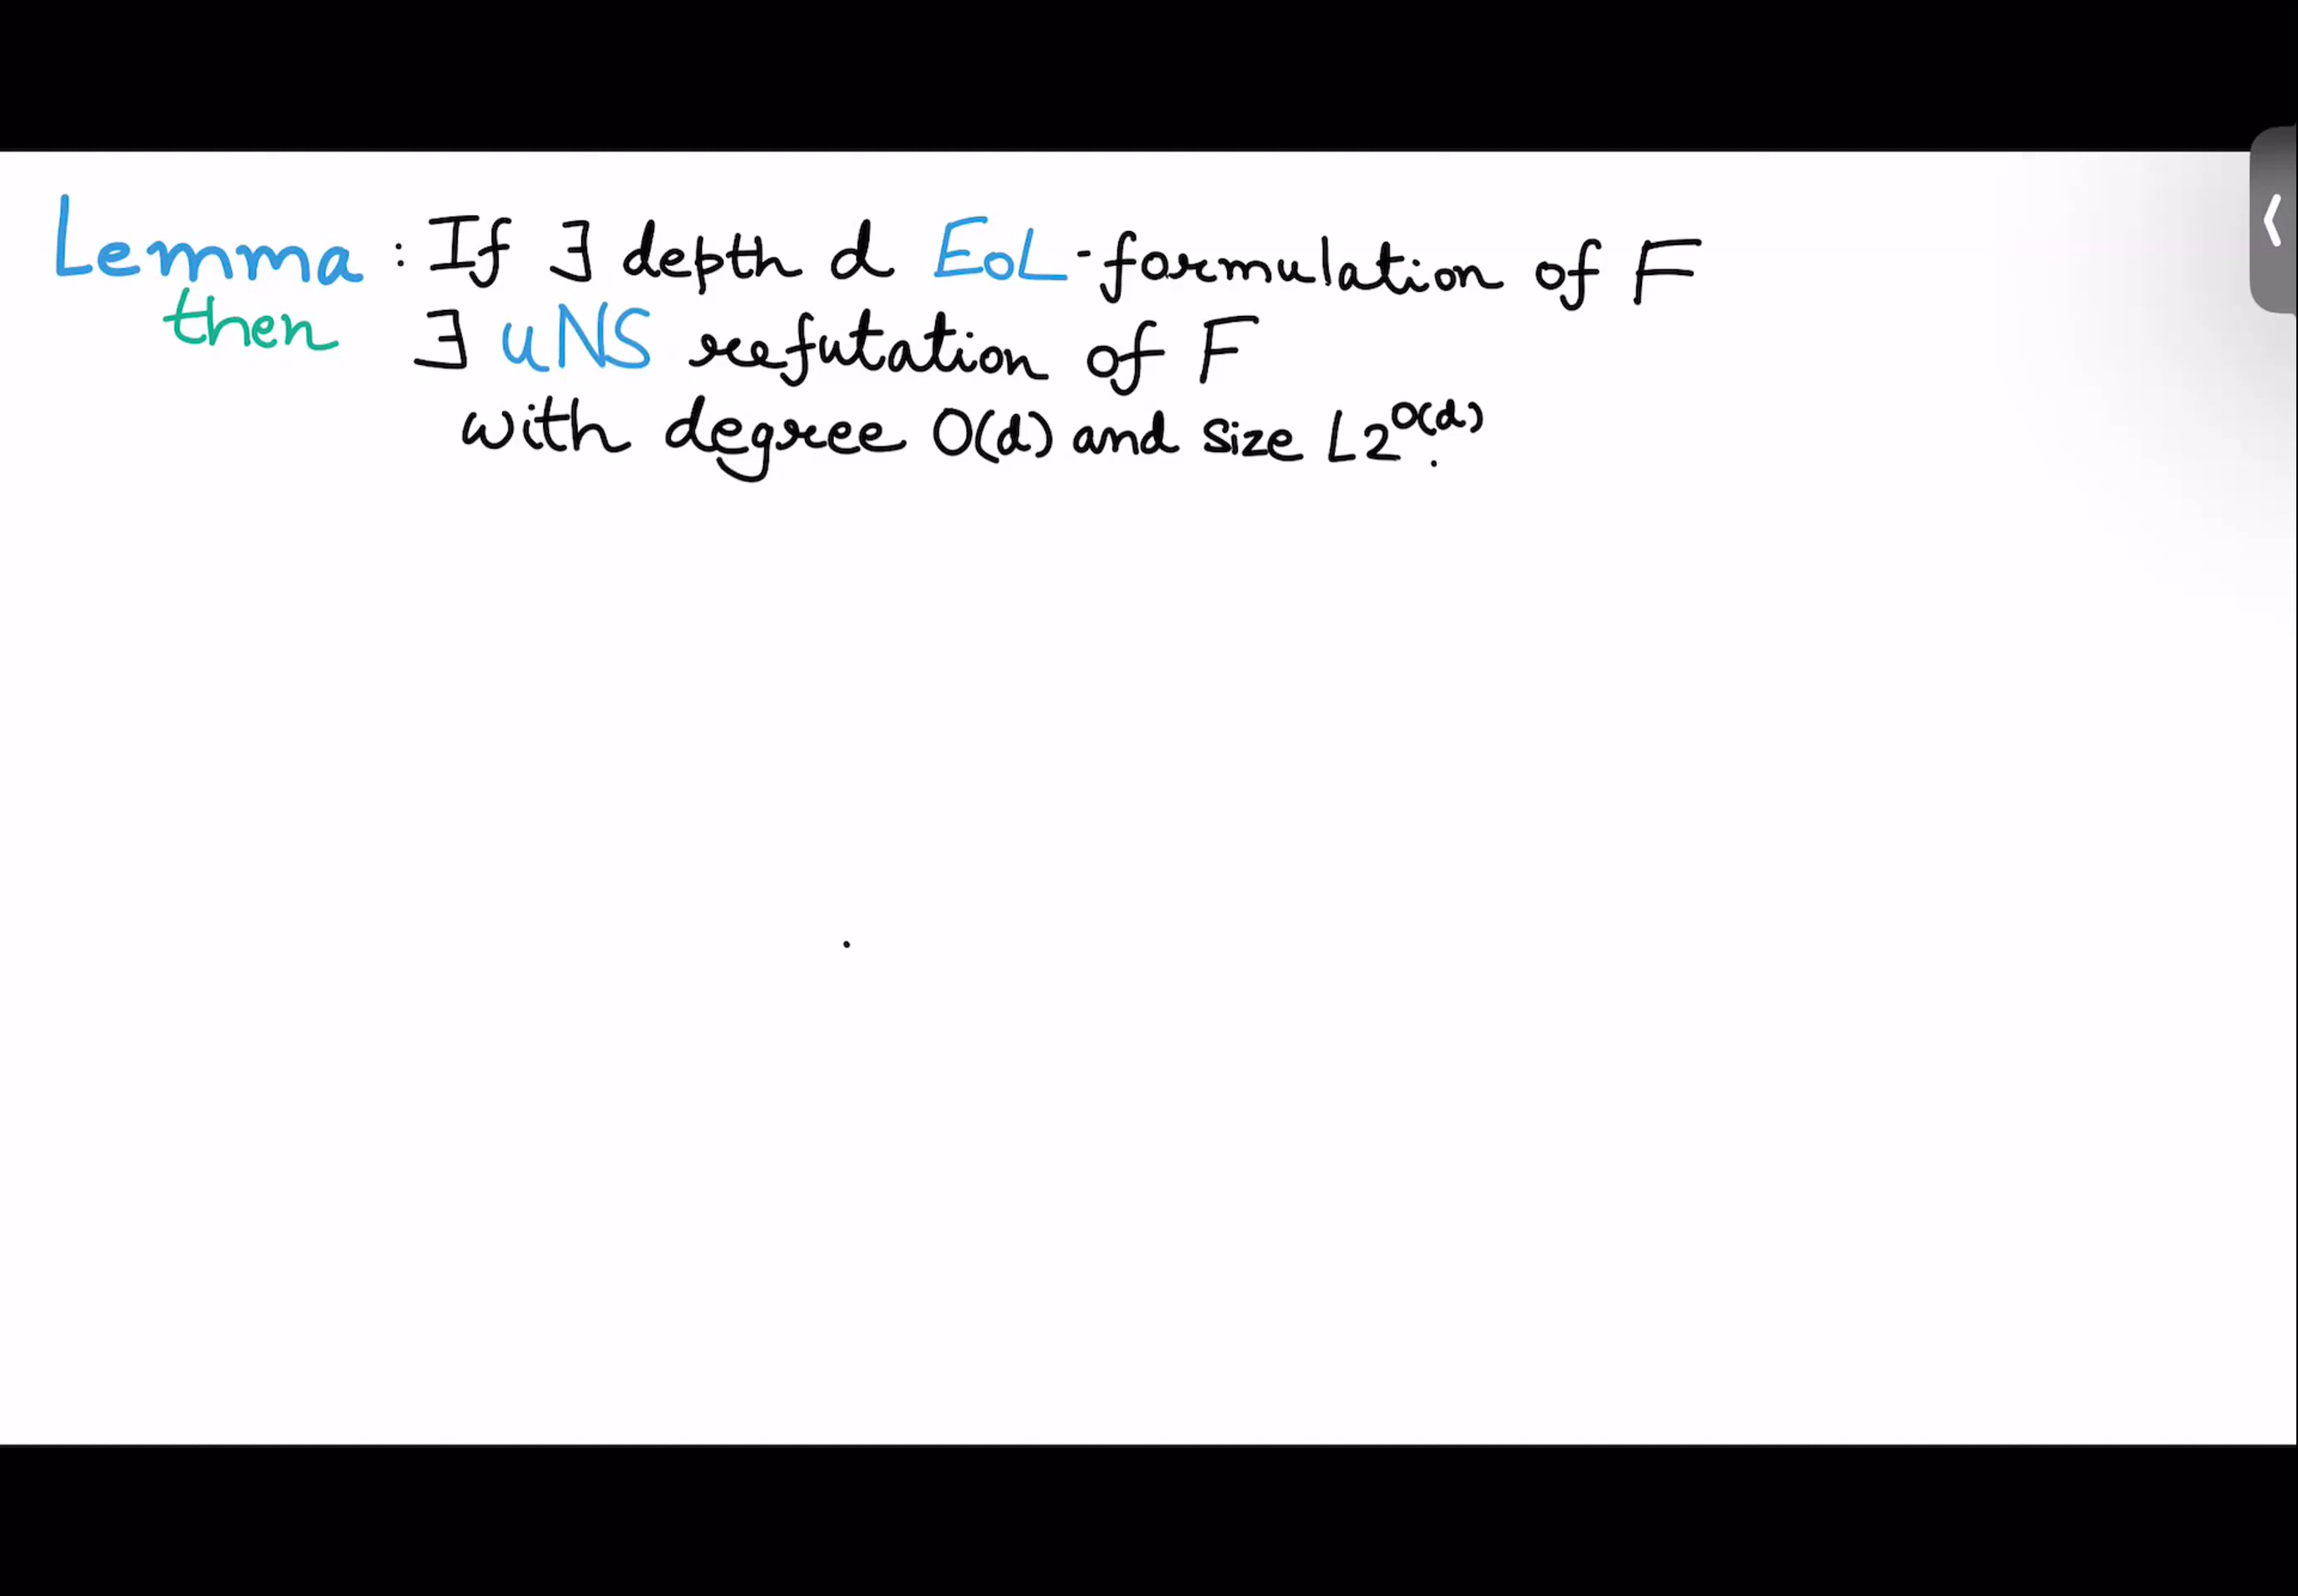 Lemma : If ∃ depth d EoL-formulation of F
then ∃ uNS refutation of F
with degree O(d) and size L2^{O(d)}.